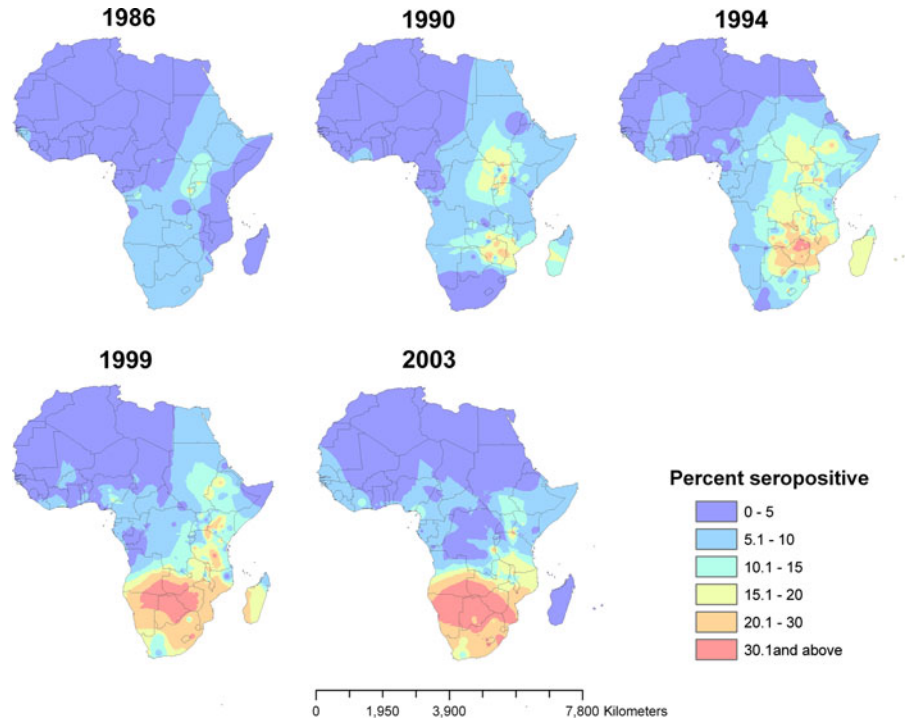 1986
1990
1994
1999
2003
Percent seropositive
0 - 5
5.1 - 10
10.1 - 15
15.1 - 20
20.1 - 30
30.1and above
0 1,950 3,900 7,800 Kilometers